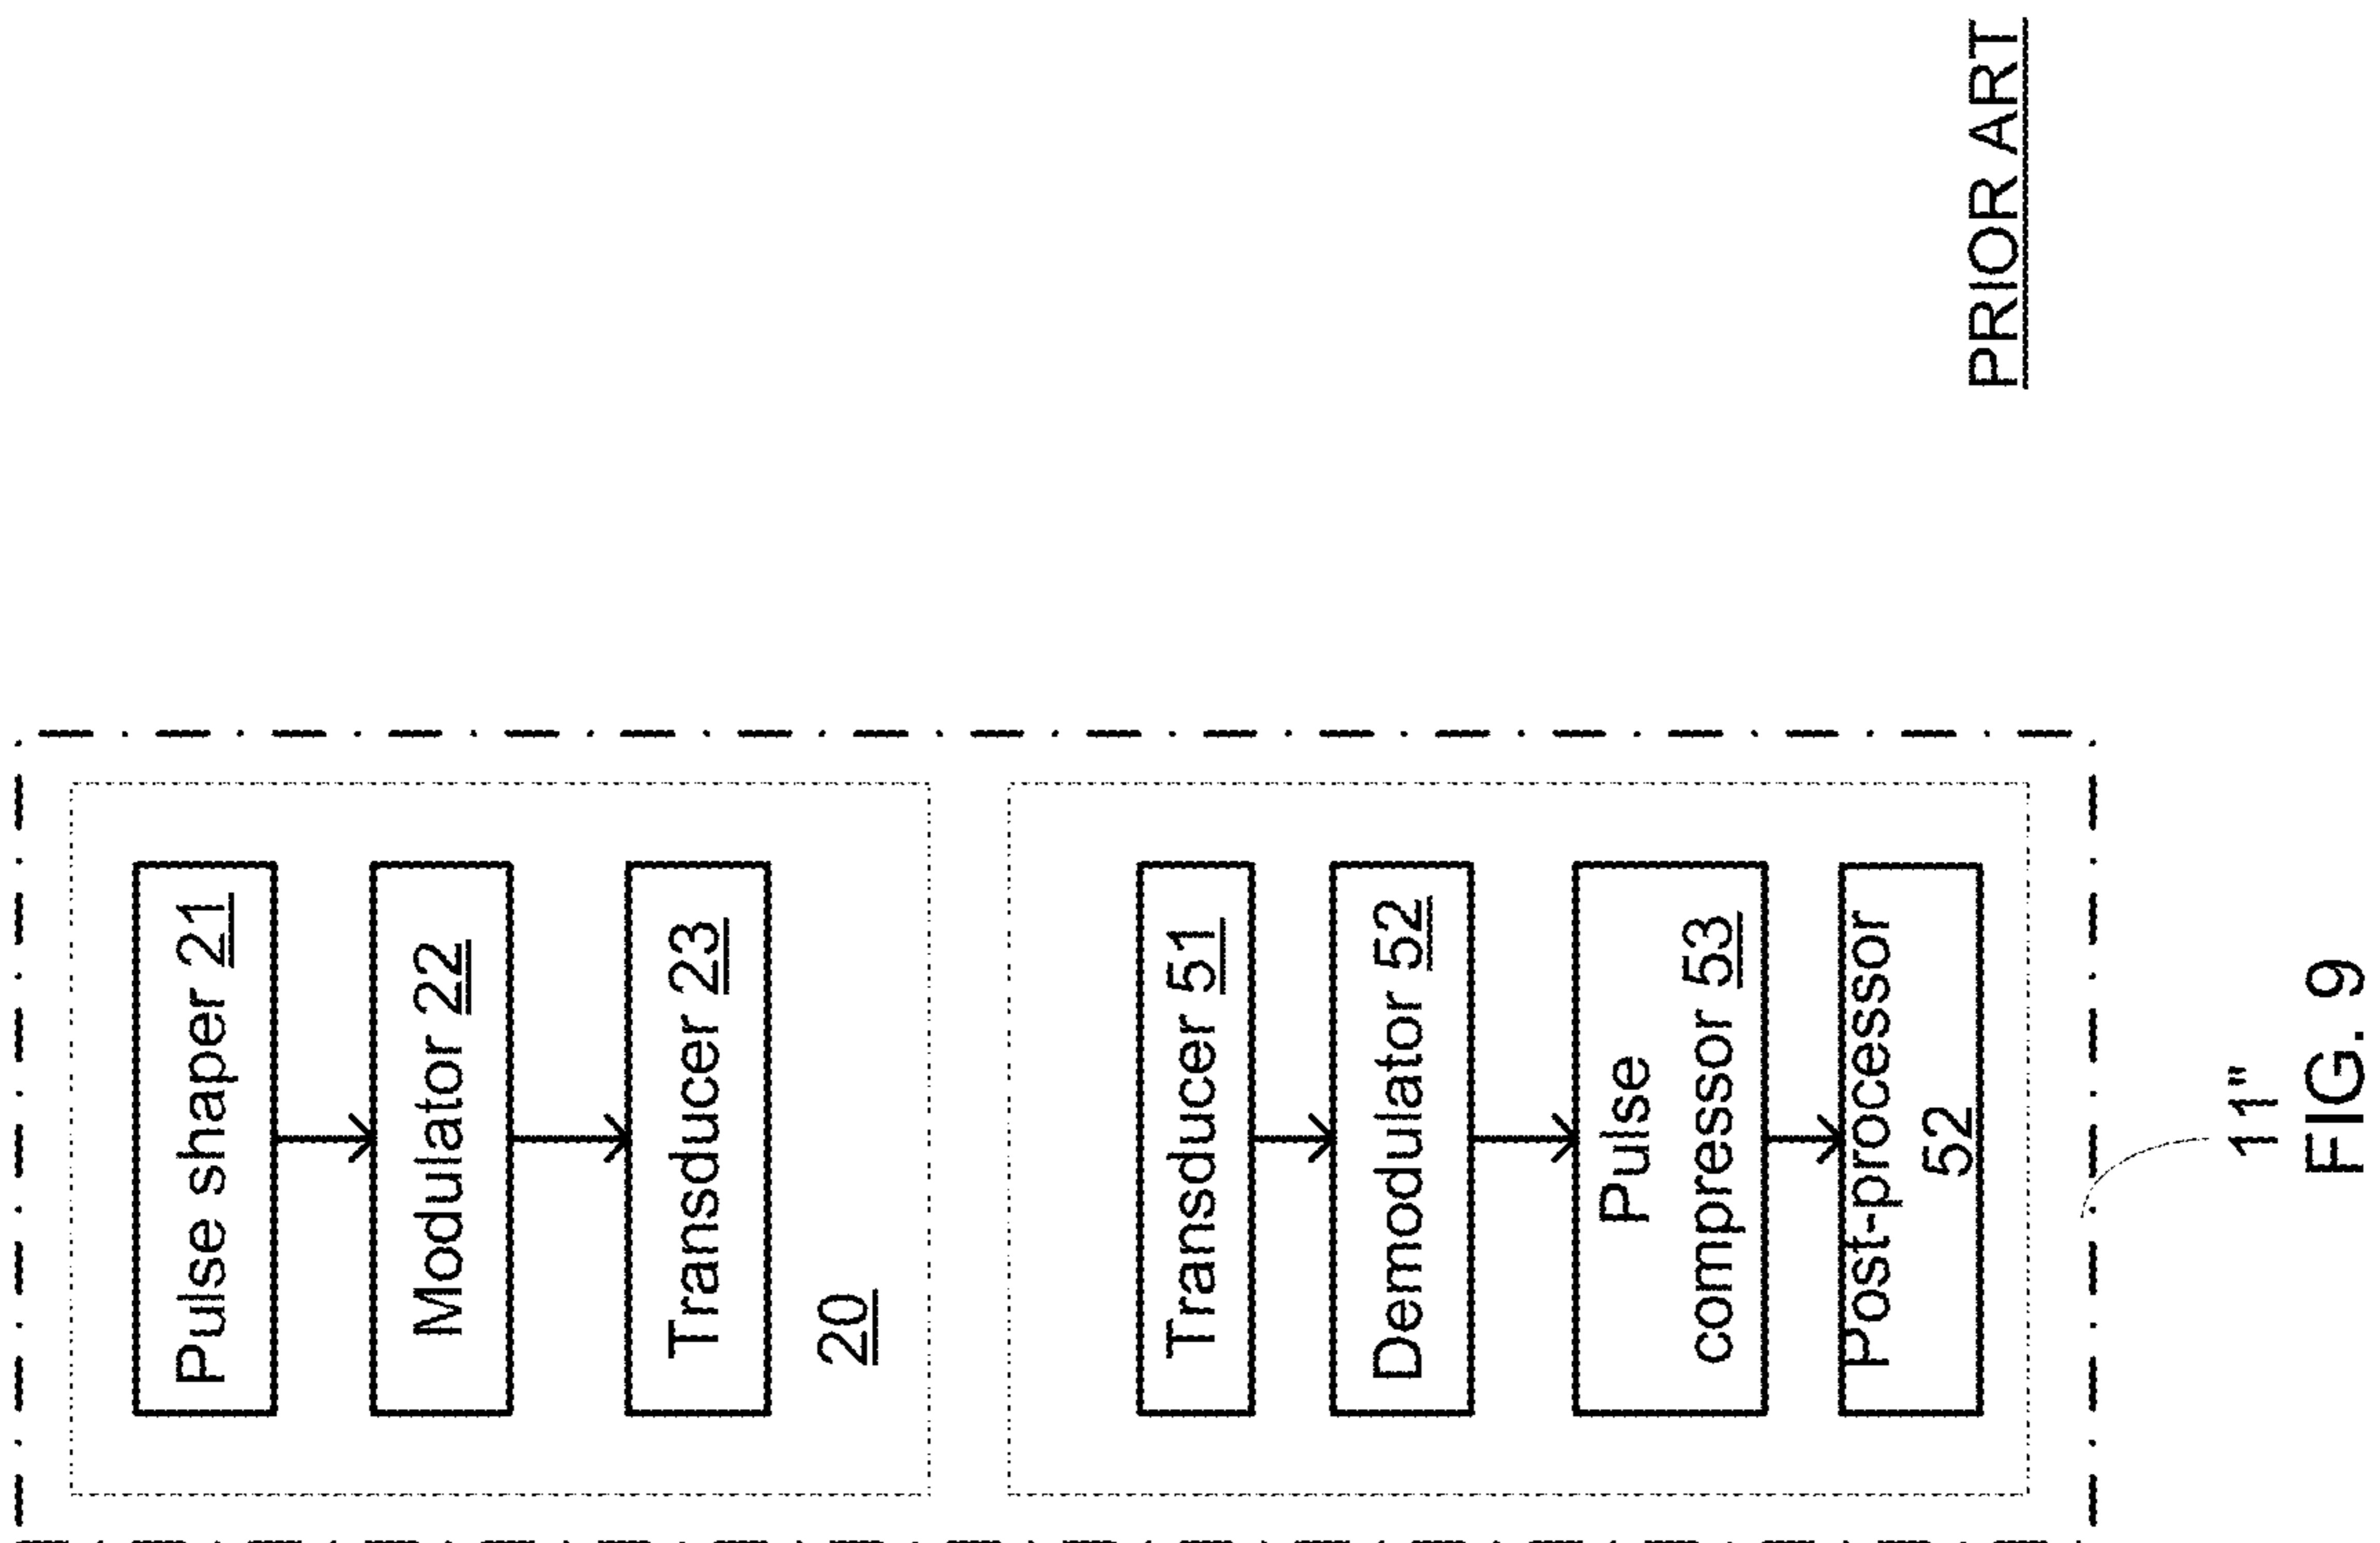 Pulse shaper 21
Modulator 22
Transducer 23
20
Transducer 51
Demodulator 52
Pulse
compressor 53
Post-processor
52
PRIOR ART
11"
FIG. 9